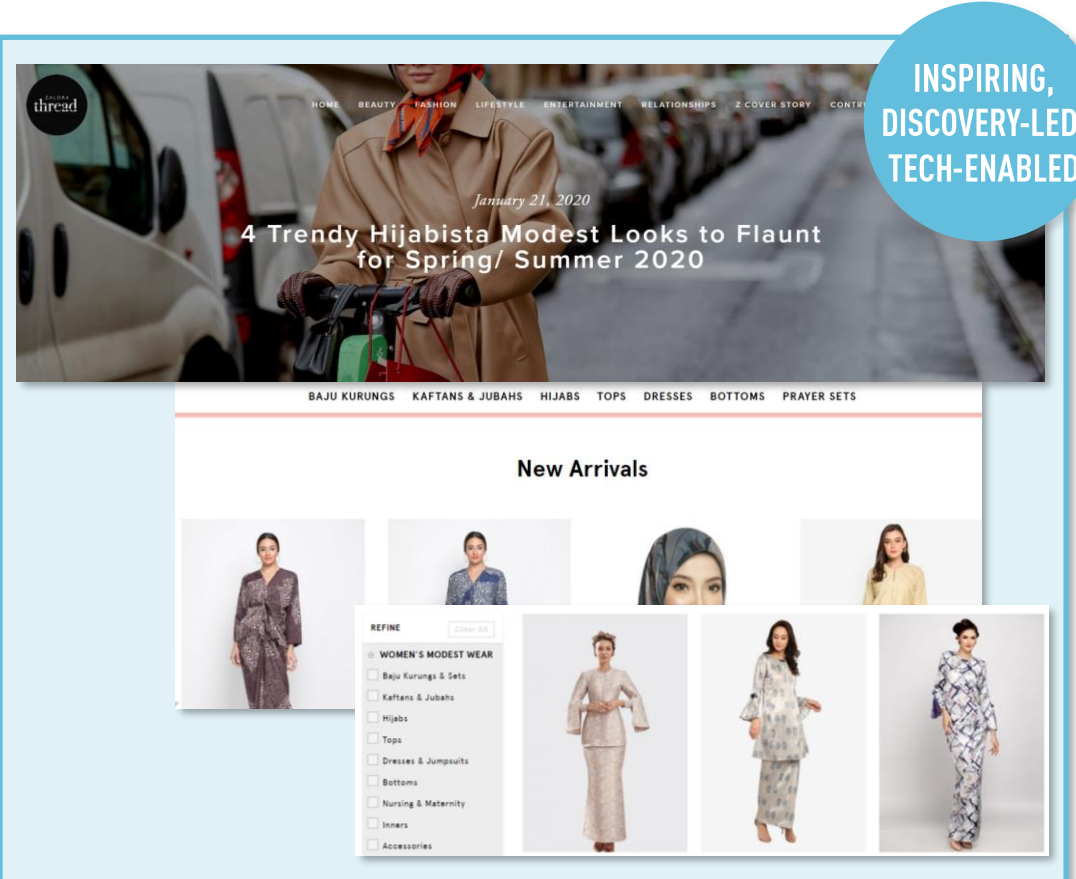 INSPIRING,
DISCOVERY-LED
TECH-ENABLED
ZALORA
thread
HOME BEAUTY FASHION LIFESTYLE ENTERTAINMENT RELATIONSHIPS Z COVER STORY CONTRI
January 21, 2020
4 Trendy Hijabista Modest Looks to Flaunt
for Spring/ Summer 2020
BAJU KURUNGS KAFTANS & JUBAHS HIJABS TOPS DRESSES BOTTOMS PRAYER SETS
New Arrivals
REFINE Clear All
WOMEN'S MODEST WEAR
Baju Kurungs & Sets
Kaftans & Jubahs
Hijabs
Tops
Dresses & Jumpsuits
Bottoms
Nursing & Maternity
Inners
Accessories